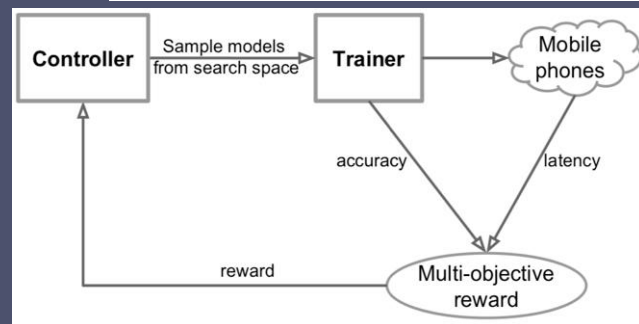 Controller
Sample models
from search space
Trainer
Mobile
phones
accuracy
latency
reward
Multi-objective
reward